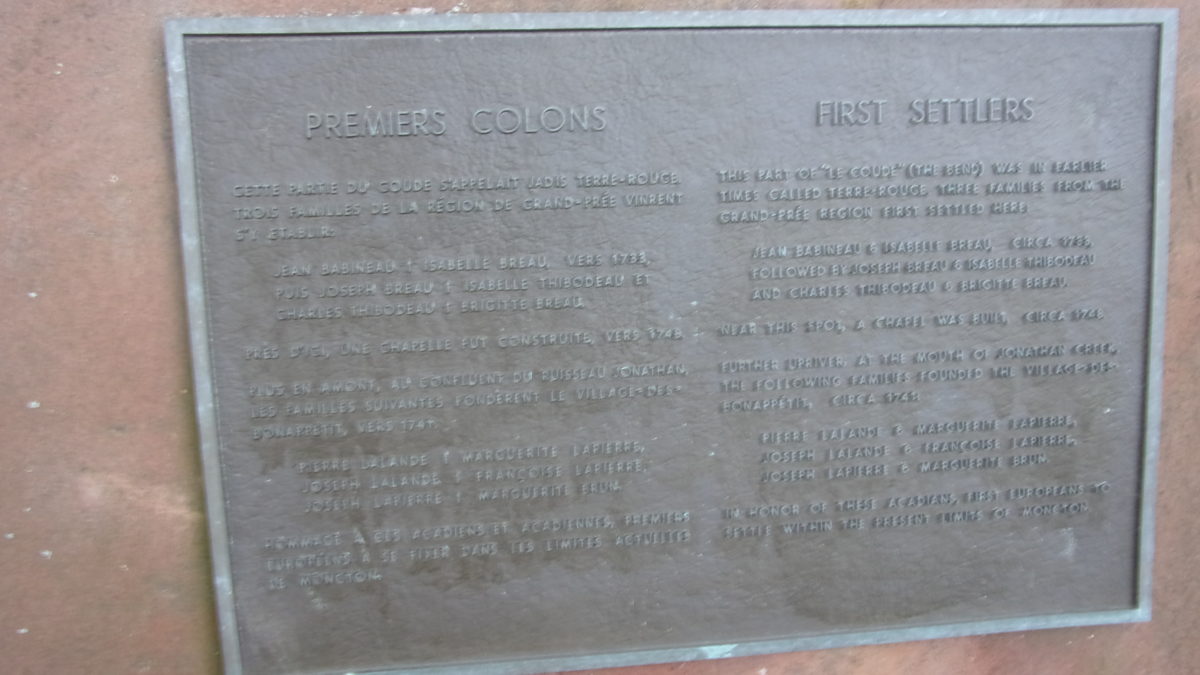 PREMIERS COLONS
CETTE PARTIE DU COUDE S'APPELAIT JADIS TERRE-ROUGE.
TROIS FAMILLES DE LA RÉGION DE GRAND-PRÉE VINRENT
S'Y ÉTABLIR:
JEAN BABINEAU & ISABELLE BREAU, VERS 1733,
PUIS JOSEPH BREAU & ISABELLE THIBODEAU ET
CHARLES THIBODEAU & BRIGITTE BREAU.
PRÈS D'ICI, UNE CHAPELLE FUT CONSTRUITE, VERS
PLUS EN AMONT, AU CONFLUENT DU RUISSEAU JONATHAN,
LES FAMILLES SUIVANTES FONDÈRENT LE VILLAGE-DES-
BONAPPÉTIT, VERS
PIERRE LALANDE & MARGUERITE LAPIERRE,
JOSEPH LALANDE & FRANÇOISE LAPIERRE,
JOSEPH LAPIERRE & MARGUERITE BRUN.
HOMMAGE À CES ACADIENS ET ACADIENNES, PREMIERS
EUROPÉENS À SE FIXER DANS LES LIMITES ACTUELLES
DE MONCTON.
FIRST SETTLERS
THIS PART OF "LE COUDE" (THE BEND) WAS IN EARLIER
TIMES CALLED TERRE-ROUGE. THREE FAMILIES FROM THE
GRAND-PRÉE REGION FIRST SETTLED HERE
JEAN BABINEAU & ISABELLE BREAU, CIRCA 1733,
FOLLOWED BY JOSEPH BREAU & ISABELLE THIBODEAU
AND CHARLES THIBODEAU & BRIGITTE BREAU.
NEAR THIS SPOT, A CHAPEL WAS BUILT, CIRCA
FURTHER UPRIVER, AT THE MOUTH OF JONATHAN CREEK,
THE FOLLOWING FAMILIES FOUNDED THE VILLAGE-DES-
BONAPPÉTIT, CIRCA
PIERRE LALANDE & MARGUERITE LAPIERRE,
JOSEPH LALANDE & FRANÇOISE LAPIERRE,
JOSEPH LAPIERRE & MARGUERITE BRUN.
IN HONOR OF THESE ACADIANS, FIRST EUROPEANS TO
SETTLE WITHIN THE PRESENT LIMITS OF MONCTON.